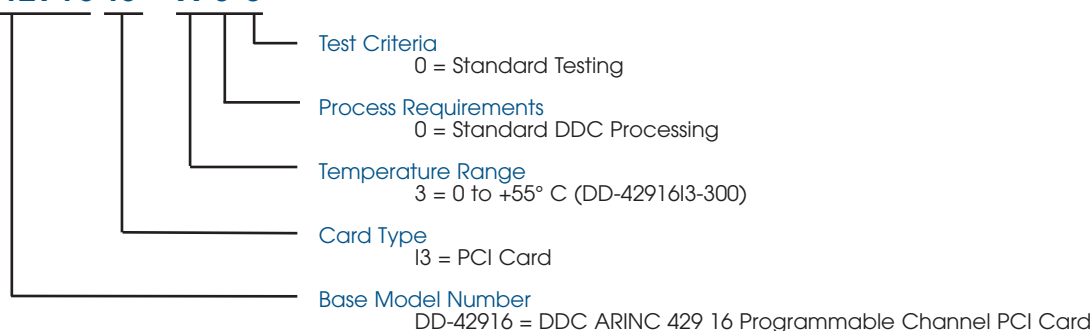 Test Criteria
0 = Standard Testing
Process Requirements
0 = Standard DDC Processing
Temperature Range
3 = 0 to +55° C (DD-42916I3-300)
Card Type
I3 = PCI Card
Base Model Number
DD-42916 = DDC ARINC 429 16 Programmable Channel PCI Card